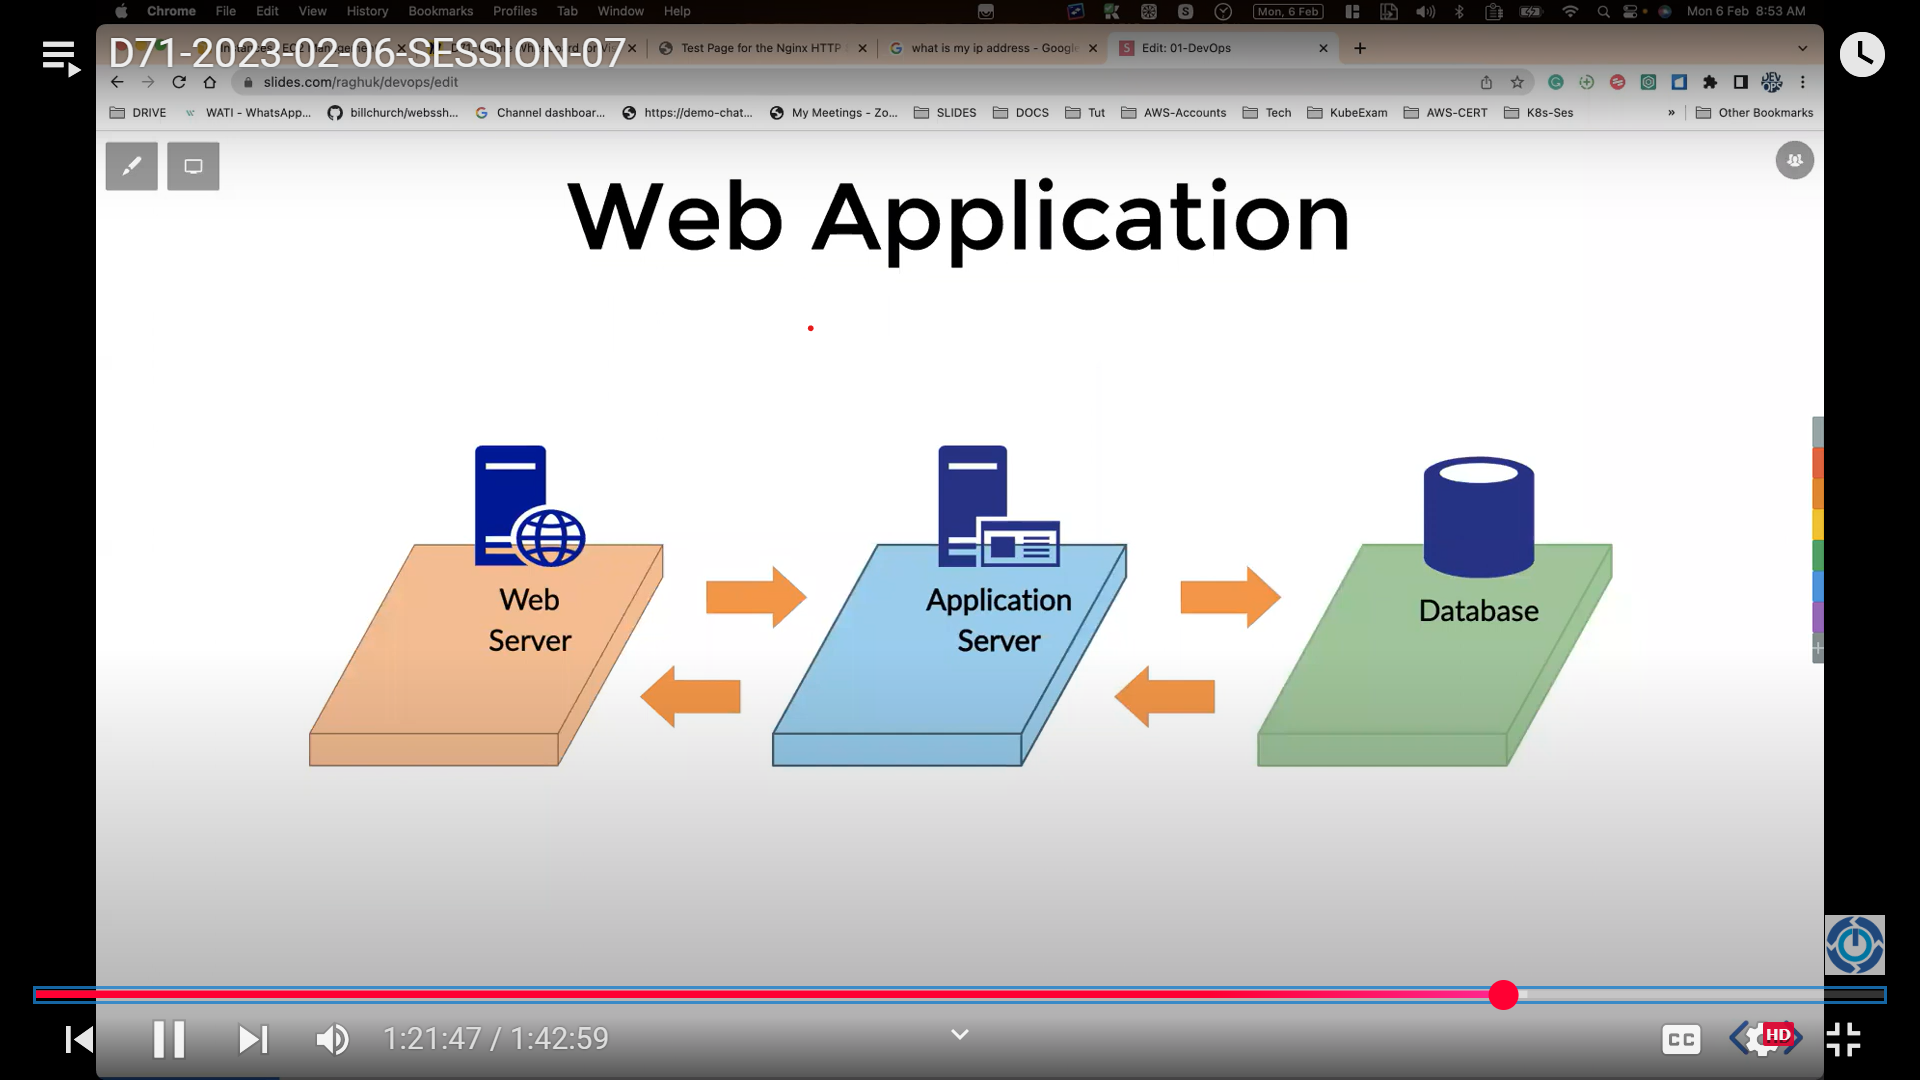 Chrome File Edit View History Bookmarks Profiles Tab Window Help Mon, 6 Feb Mon 6 Feb 8:53 AM
D71-2023-02-06-SESSION-07
Test Page for the Nginx HTTP
what is my ip address - Google
Edit: 01-DevOps
slides.com/raghuk/devops/edit
DRIVE WATI - WhatsApp... billchurch/webssh... Channel dashboar... https://demo-chat... My Meetings - Zo... SLIDES DOCS Tut AWS-Accounts Tech KubeExam AWS-CERT K8s-Ses » Other Bookmarks
Web Application
Web
Server
Application
Server
Database
1:21:47 / 1:42:59
CC
HD